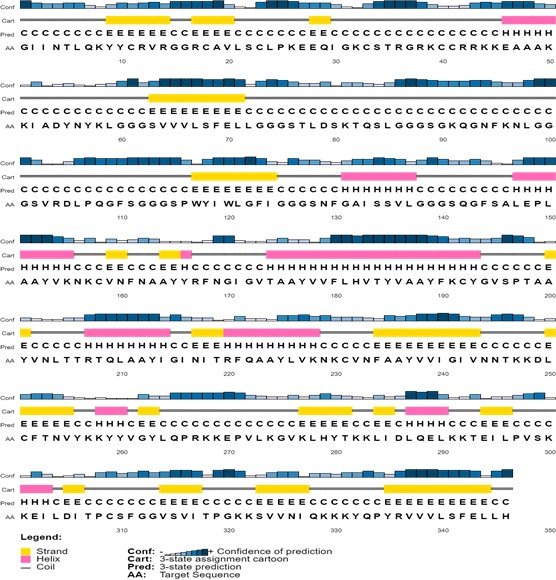 Conf
Cart
Pred C C C C C C C C E E E E E E C C E E E E C C C C C C C E E C C C C C C C C C C C C C C C C H H H H H
AA G I I N T L Q K Y Y C R V R G G R C A V L S C L P K E E Q I G K C S T R G R K C C R R K K E A A A K
10 20 30 40 50
Conf
Cart
Pred C C C C C C C C C C C C E E E E E E E E E C C C C C C C C C C C C C C C C C C C C C C C C C C C C C
AA K I A D Y N Y K L G G G S V V V L S F E L L G G G S T L D S K T Q S L G G G S G K Q G N F K N L G G
60 70 80 90 100
Conf
Cart
Pred C C C C C C C C C C C C C C C C E E E E E E E E C C C C C C H H H H H H H C C C C C C C C C H H H H
AA G S V R D L P Q G F S G G G S P W Y I W L G F I G G G S N F G A I S S V L G G G S Q G F S A L E P L
110 120 130 140 150
Conf
Cart
Pred H H H H H C C C E E C C C E E H C C C C C C C H H H H H H H H H H H H H H H H H H H H C C C C C C E
AA A A Y V K N K C V N F N A A Y Y R F N G I G V T A A Y V V F L H V T Y V A A Y F K C Y G V S P T A A
160 170 180 190 200
Conf
Cart
Pred E C C C C C H H H H H H H H C C E E E H H H H H H H H H C C C C C E E E E E E E E E E C C C C C C E
AA Y V N L T T R T Q L A A Y I G I N I T R F Q A A Y L V K N K C V N F A A Y V V I G I V N N T K K D L
210 220 230 240 250
Conf
Cart
Pred E E E E E C C H H H C E E C C C C C C C C C C C C C E E E E E C C E E C H H H H C C C E E E C C C C
AA C F T N V Y K K Y Y V G Y L Q P R K K E P V L K G V K L H Y T K K L I D L Q E L K K T E I L P V S K
260 270 280 290 300
Conf
Cart
Pred H H H C E E C C C C C C C E E E E C C C C C E E E E E C C C C C C C E E E E E E E E E E C C
AA K E I L D I T P C S F G G V S V I T P G K K S V V N I Q K K K Y Q P Y R V V V L S F E L L H
310 320 330 340 350
Legend:
Strand
Helix
Coil
Conf: - + Confidence of prediction
Cart: 3-state assignment cartoon
Pred: 3-state prediction
AA: Target Sequence